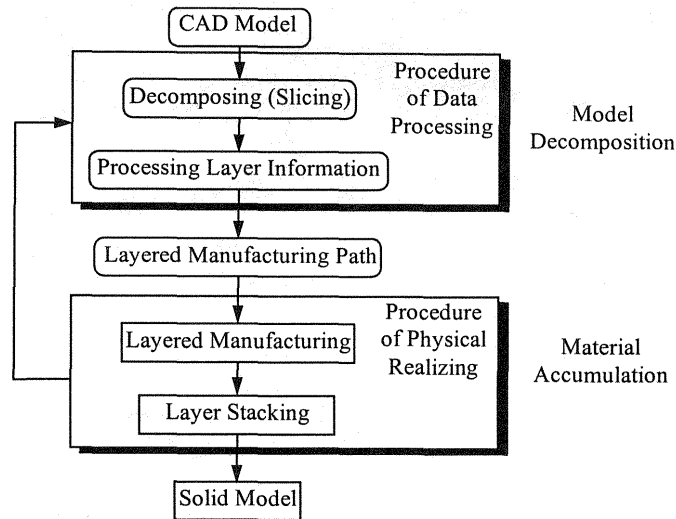 CAD Model
Procedure
of Data
Processing
Decomposing (Slicing)
Model
Decomposition
Processing Layer Information
Layered Manufacturing Path
Procedure
of Physical
Realizing
Layered Manufacturing
Material
Accumulation
Layer Stacking
Solid Model